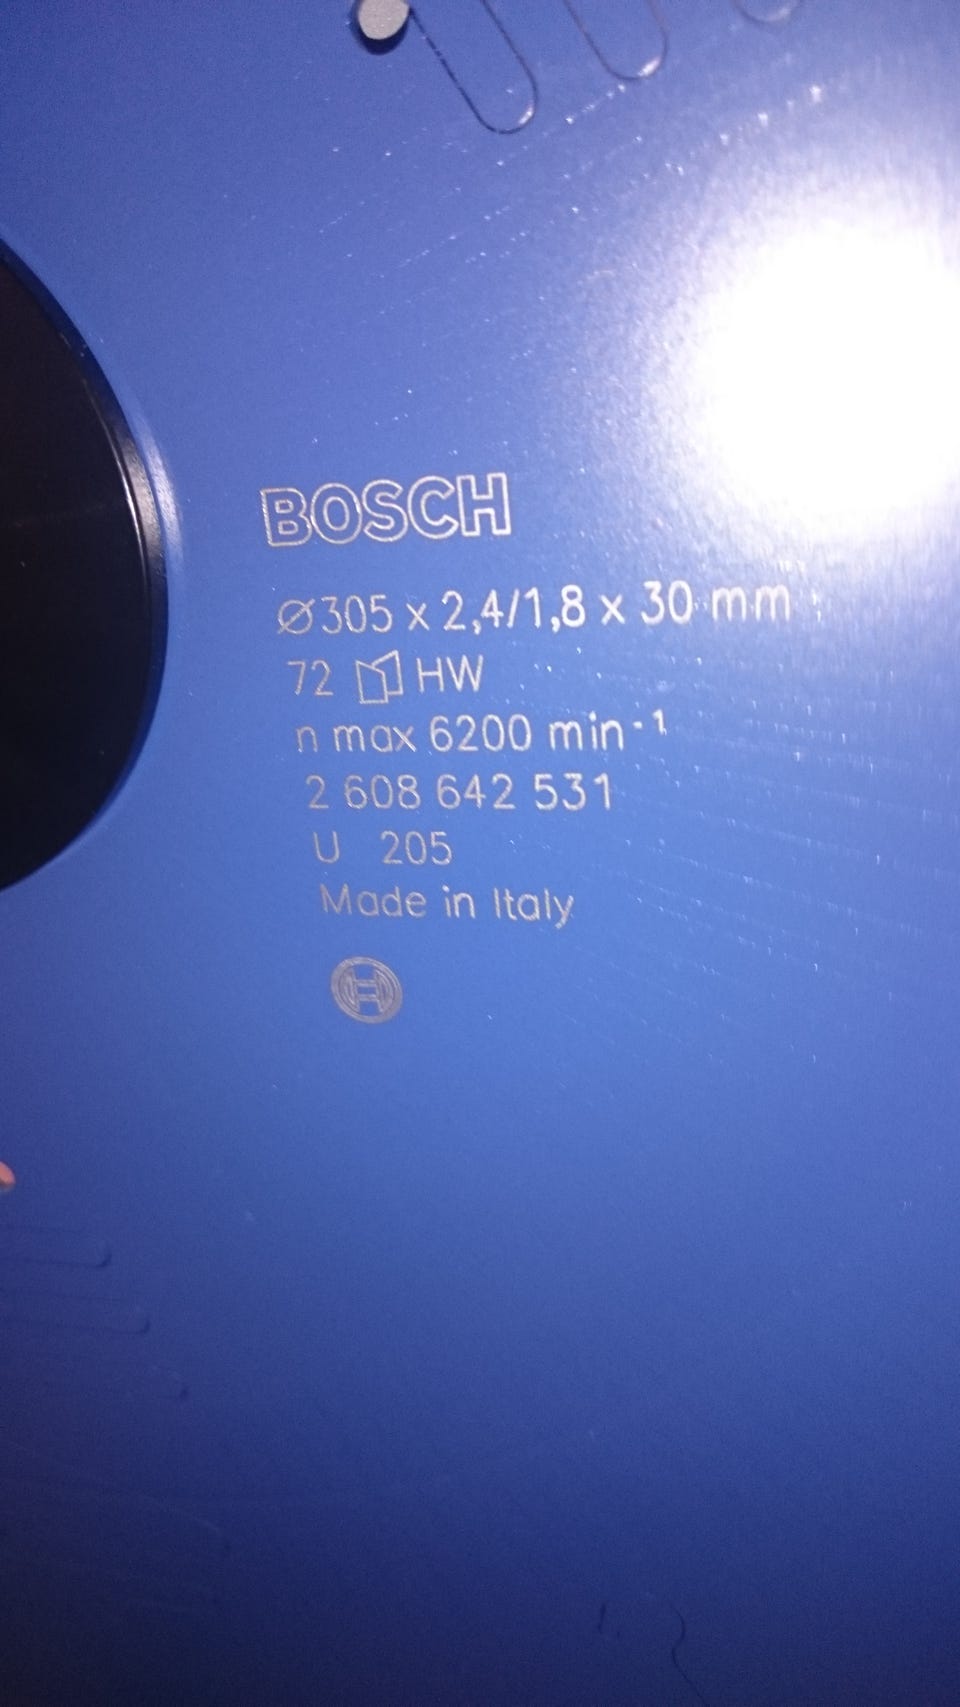 BOSCH
Ø305 x 2,4/1,8 x 30 mm
72 HW
n max 6200 min⁻¹
2 608 642 531
U 205
Made in Italy